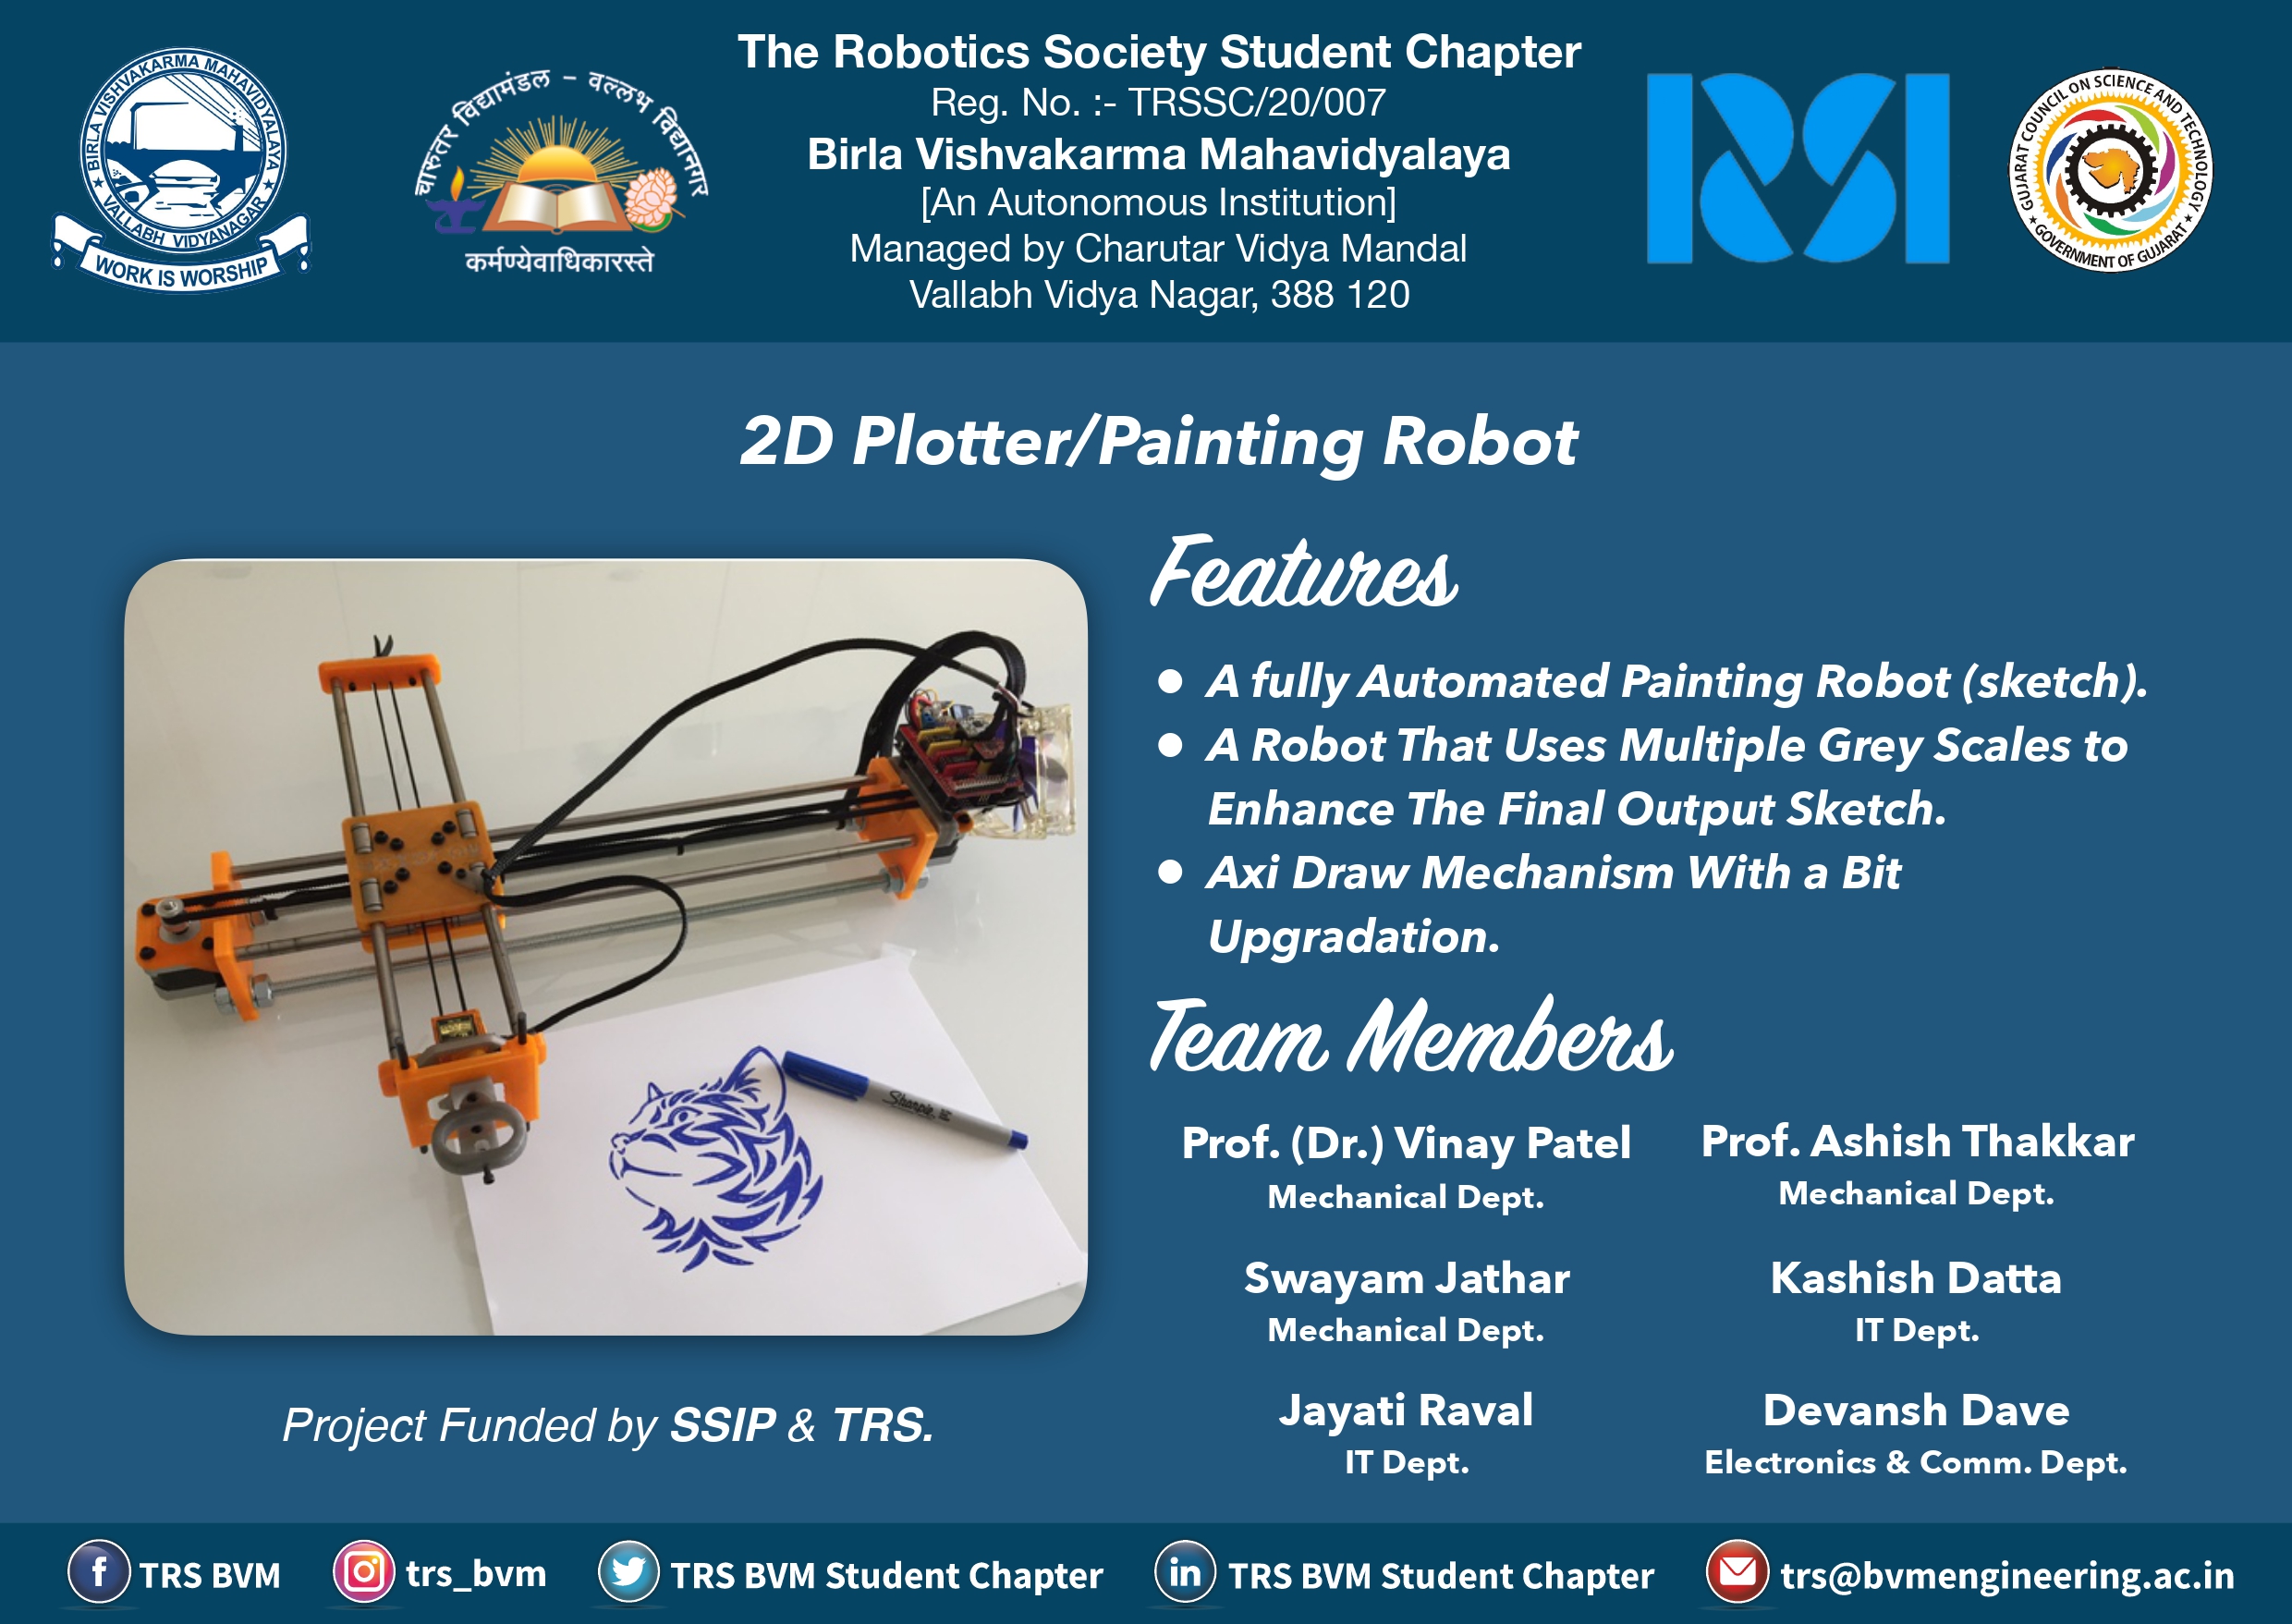 BIRLA VISHVAKARMA MAHAVIDYALAYA
★ VALLABH VIDYANAGAR ★
WORK IS WORSHIP
चारुतर विद्यामंडल – वल्लभ विद्यानगर
कर्मण्येवाधिकारस्ते
The Robotics Society Student Chapter
Reg. No. :- TRSSC/20/007
Birla Vishvakarma Mahavidyalaya
[An Autonomous Institution]
Managed by Charutar Vidya Mandal
Vallabh Vidya Nagar, 388 120
GUJARAT COUNCIL ON SCIENCE AND TECHNOLOGY
★ GOVERNMENT OF GUJARAT ★
2D Plotter/Painting Robot
Features
● A fully Automated Painting Robot (sketch).
● A Robot That Uses Multiple Grey Scales to
Enhance The Final Output Sketch.
● Axi Draw Mechanism With a Bit
Upgradation.
Sharpie
Team Members
Prof. (Dr.) Vinay Patel
Mechanical Dept.
Prof. Ashish Thakkar
Mechanical Dept.
Swayam Jathar
Mechanical Dept.
Kashish Datta
IT Dept.
Jayati Raval
IT Dept.
Devansh Dave
Electronics & Comm. Dept.
Project Funded by SSIP & TRS.
TRS BVM
trs_bvm
TRS BVM Student Chapter
TRS BVM Student Chapter
trs@bvmengineering.ac.in